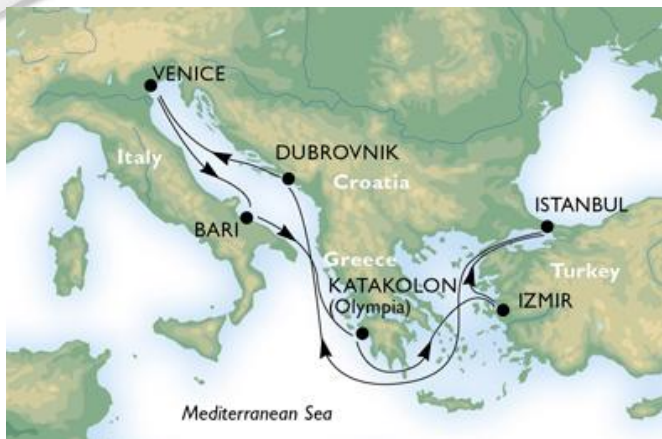 VENICE
Italy
DUBROVNIK
Croatia
BARI
ISTANBUL
Greece
KATAKOLON
(Olympia)
Turkey
IZMIR
Mediterranean Sea